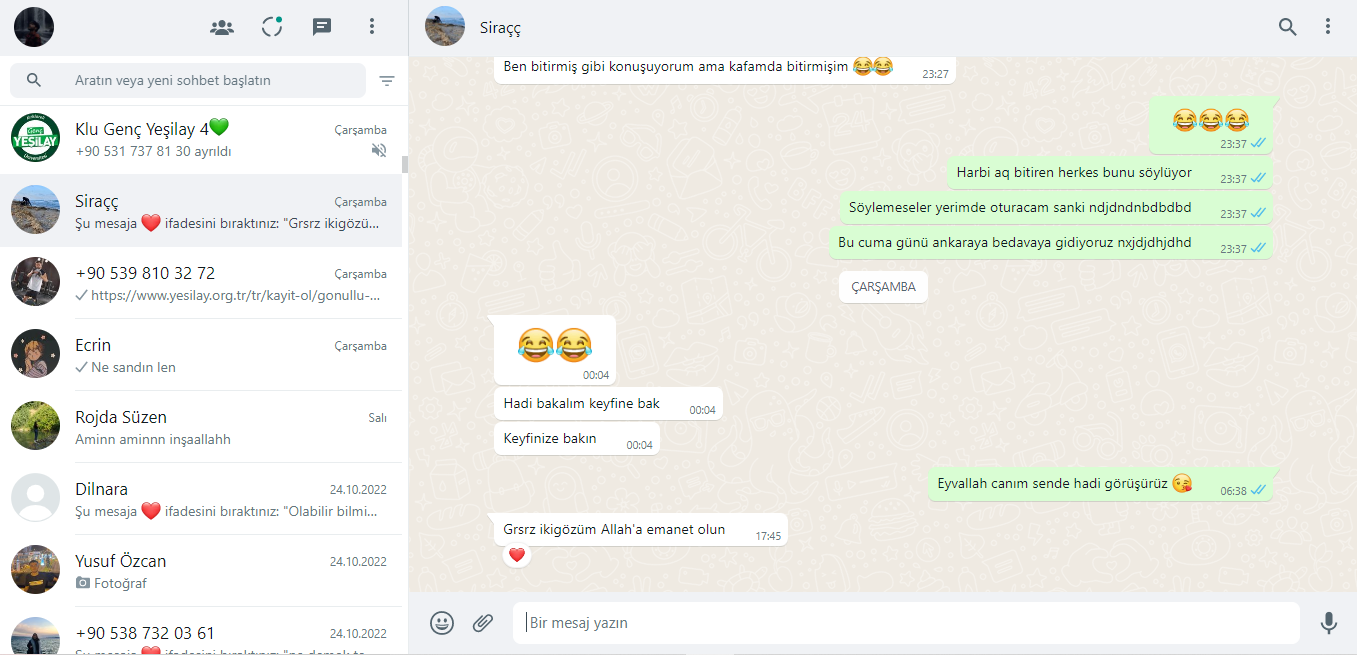 Aratın veya yeni sohbet başlatın
Genç
YEŞİLAY
Klu Genç Yeşilay 4💚
Çarşamba
+90 531 737 81 30 ayrıldı
Siraçç
Çarşamba
Şu mesaja ❤️ ifadesini bıraktınız: "Grsrz ikigözü...
+90 539 810 32 72
Çarşamba
https://www.yesilay.org.tr/tr/kayit-ol/gonullu-...
Ecrin
Çarşamba
Ne sandın len
Rojda Süzen
Salı
Aminn aminnn inşaallahh
Dilnara
24.10.2022
Şu mesaja ❤️ ifadesini bıraktınız: "Olabilir bilmi...
Yusuf Özcan
24.10.2022
Fotoğraf
+90 538 732 03 61
24.10.2022
Siraçç
Ben bitirmiş gibi konuşuyorum ama kafamda bitirmişim 😂😂
23:27
😂😂😂
23:37
Harbi aq bitiren herkes bunu söylüyor
23:37
Söylemeseler yerimde oturacam sanki ndjdndnbdbdbd
23:37
Bu cuma günü ankaraya bedavaya gidiyoruz nxjdjdhjdhd
23:37
ÇARŞAMBA
😂😂
00:04
Hadi bakalım keyfine bak
00:04
Keyfinize bakın
00:04
Eyvallah canım sende hadi görüşürüz 😘
06:38
Grsrz ikigözüm Allah'a emanet olun
17:45
❤️
Bir mesaj yazın